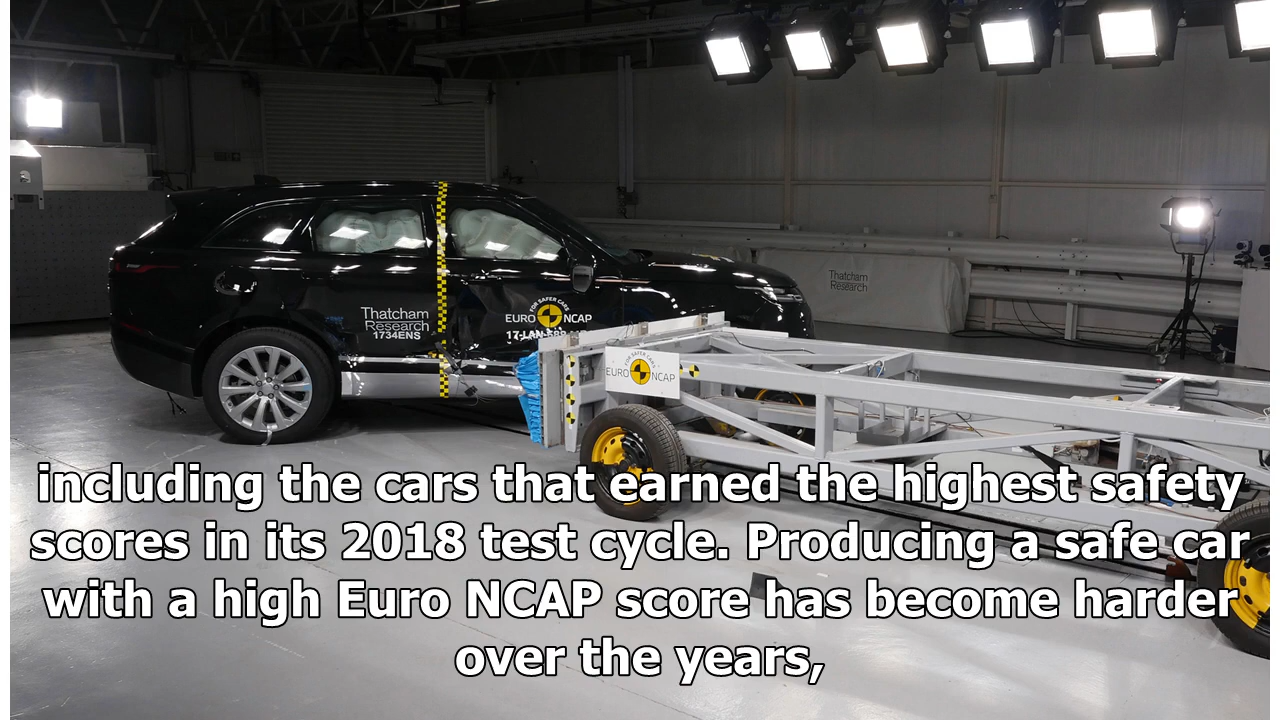 Thatcham
Research
Thatcham
Research
1734ENS
FOR SAFER CARS
EURO NCAP
FOR SAFER CARS
EURO NCAP
including the cars that earned the highest safety
scores in its 2018 test cycle. Producing a safe car
with a high Euro NCAP score has become harder
over the years,